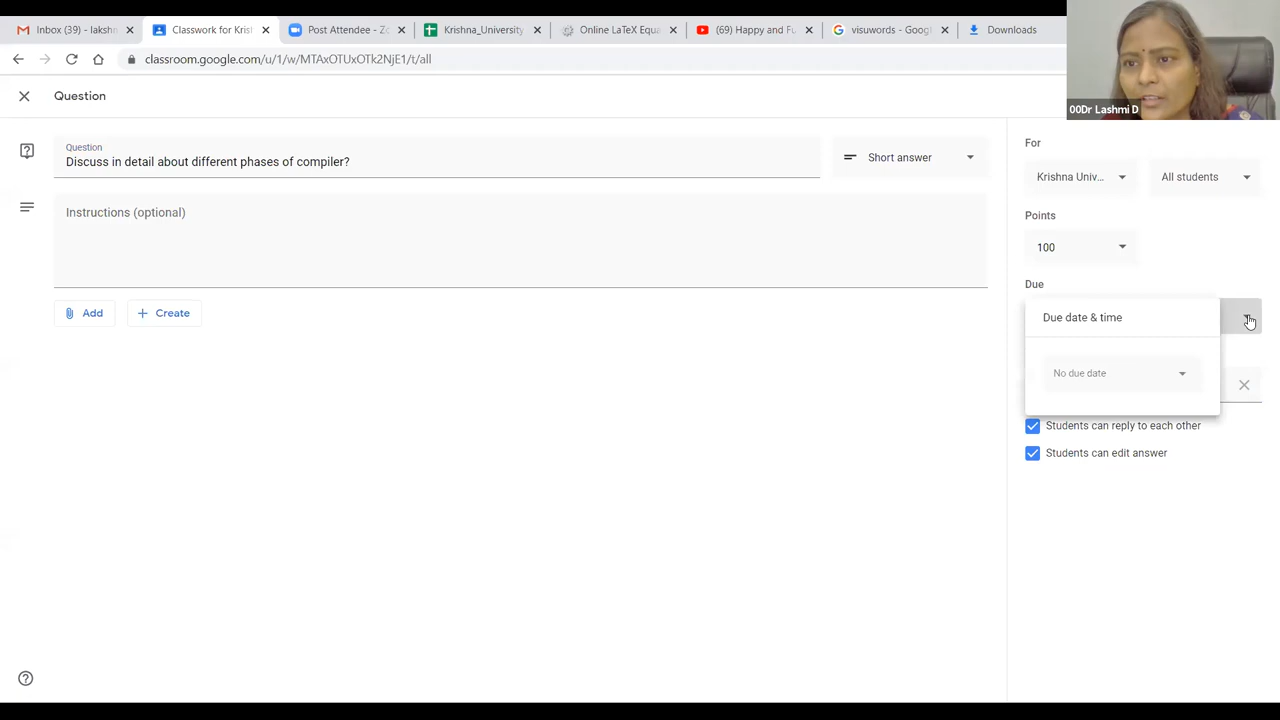 Inbox (39) - lakshm
Classwork for Krist
Post Attendee - Zo
Krishna_University
Online LaTeX Equa
(69) Happy and Fu
visuwords - Goog
Downloads
classroom.google.com/u/1/w/MTAxOTUxOTk2NjE1/t/all
00Dr Lashmi D
Question
Question
Discuss in detail about different phases of compiler?
Short answer
Instructions (optional)
Add
Create
For
Krishna Univ...
All students
Points
100
Due
Due date & time
No due date
Students can reply to each other
Students can edit answer